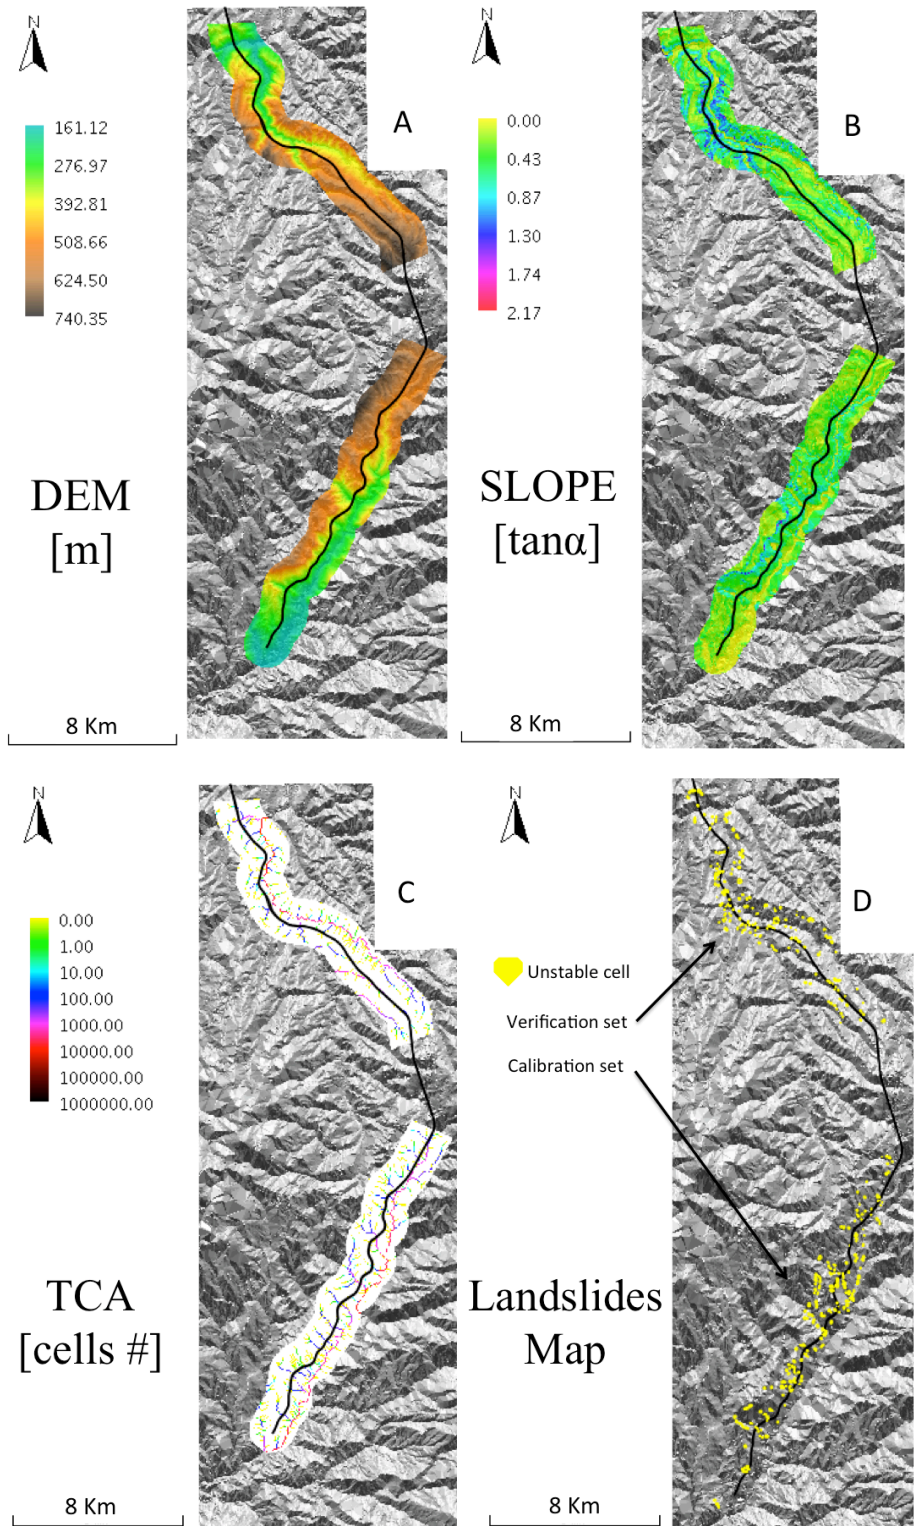 N
A
161.12
276.97
392.81
508.66
624.50
740.35
DEM
[m]
8 Km
N
B
0.00
0.43
0.87
1.30
1.74
2.17
SLOPE
[tanα]
8 Km
N
C
0.00
1.00
10.00
100.00
1000.00
10000.00
100000.00
1000000.00
TCA
[cells #]
8 Km
N
D
Unstable cell
Verification set
Calibration set
Landslides
Map
8 Km